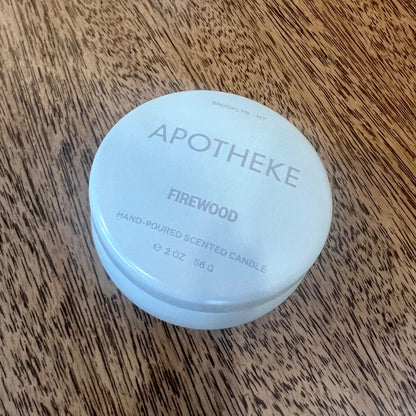 BROOKLYN NY
APOTHEKE
FIREWOOD
HAND-POURED SCENTED CANDLE
℮ 2 OZ 56 G